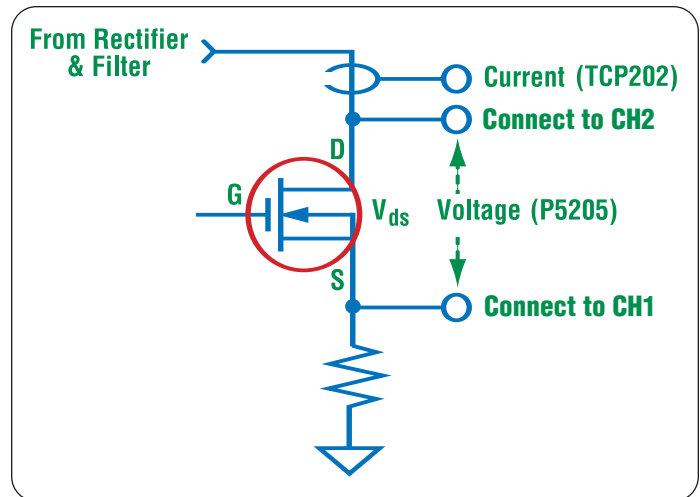 From Rectifier
& Filter
Current (TCP202)
Connect to CH2
D
G
Vds
Voltage (P5205)
S
Connect to CH1